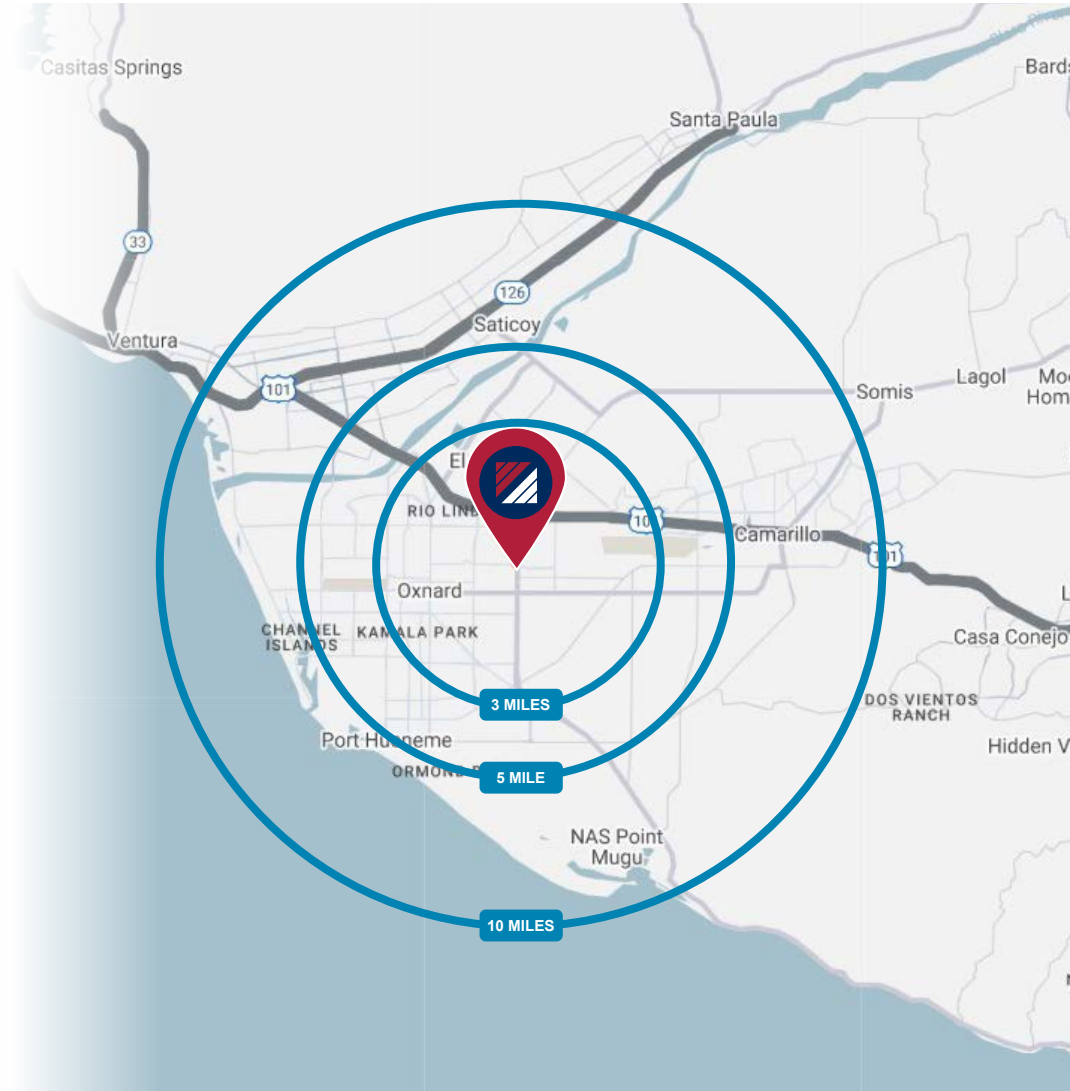 Casitas Springs
Bards
Santa Paula
33
126
Saticoy
Ventura
101
Somis
Lagol
Moo
Hom
El
RIO LIN
101
Camarillo
101
Oxnard
CHANNEL
ISLANDS
KAMALA PARK
Casa Conejo
3 MILES
DOS VIENTOS
RANCH
Port Hueneme
Hidden V
ORMOND
5 MILE
NAS Point
Mugu
10 MILES